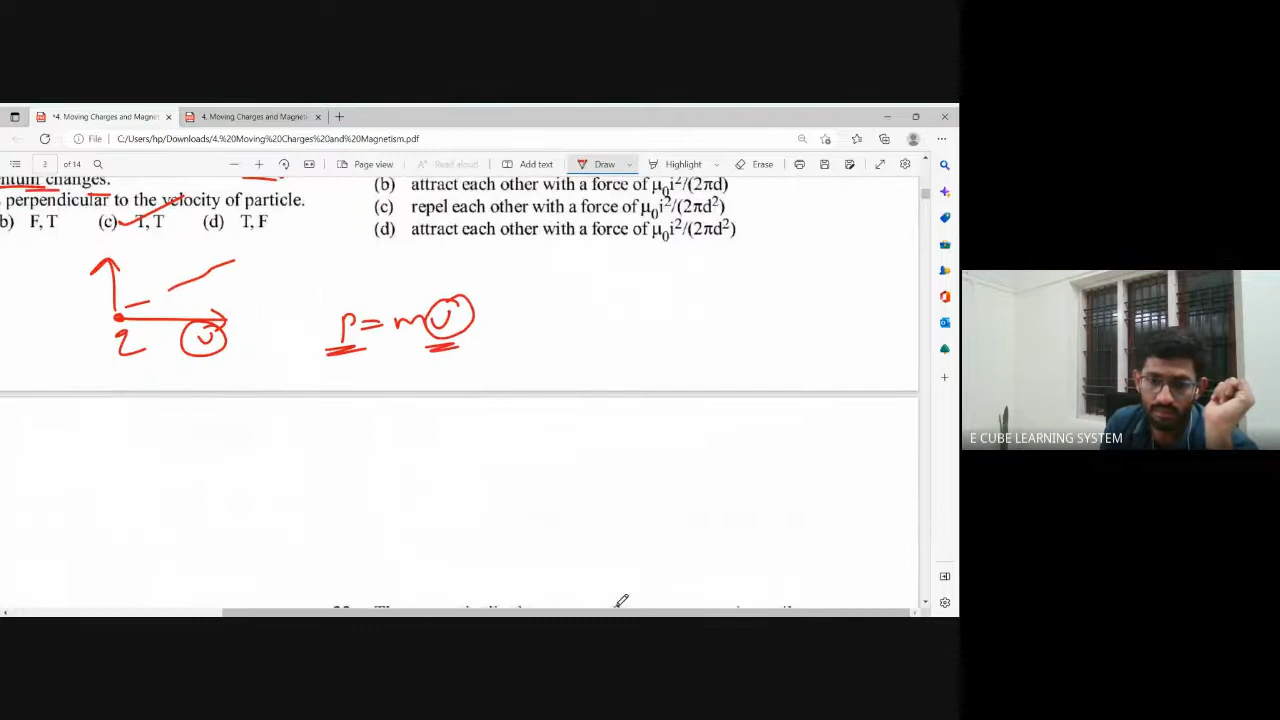 *4. Moving Charges and Magnet
4. Moving Charges and Magneti
File
C:/Users/hp/Downloads/4.%20Moving%20Charges%20and%20Magnetism.pdf
2 of 14
Page view
Read aloud
Add text
Draw
Highlight
Erase
ntum changes.
perpendicular to the velocity of particle.
b) F, T (c) T, T (d) T, F
(b) attract each other with a force of μ₀i²/(2πd)
(c) repel each other with a force of μ₀i²/(2πd²)
(d) attract each other with a force of μ₀i²/(2πd²)
q
v
p = mv
E CUBE LEARNING SYSTEM